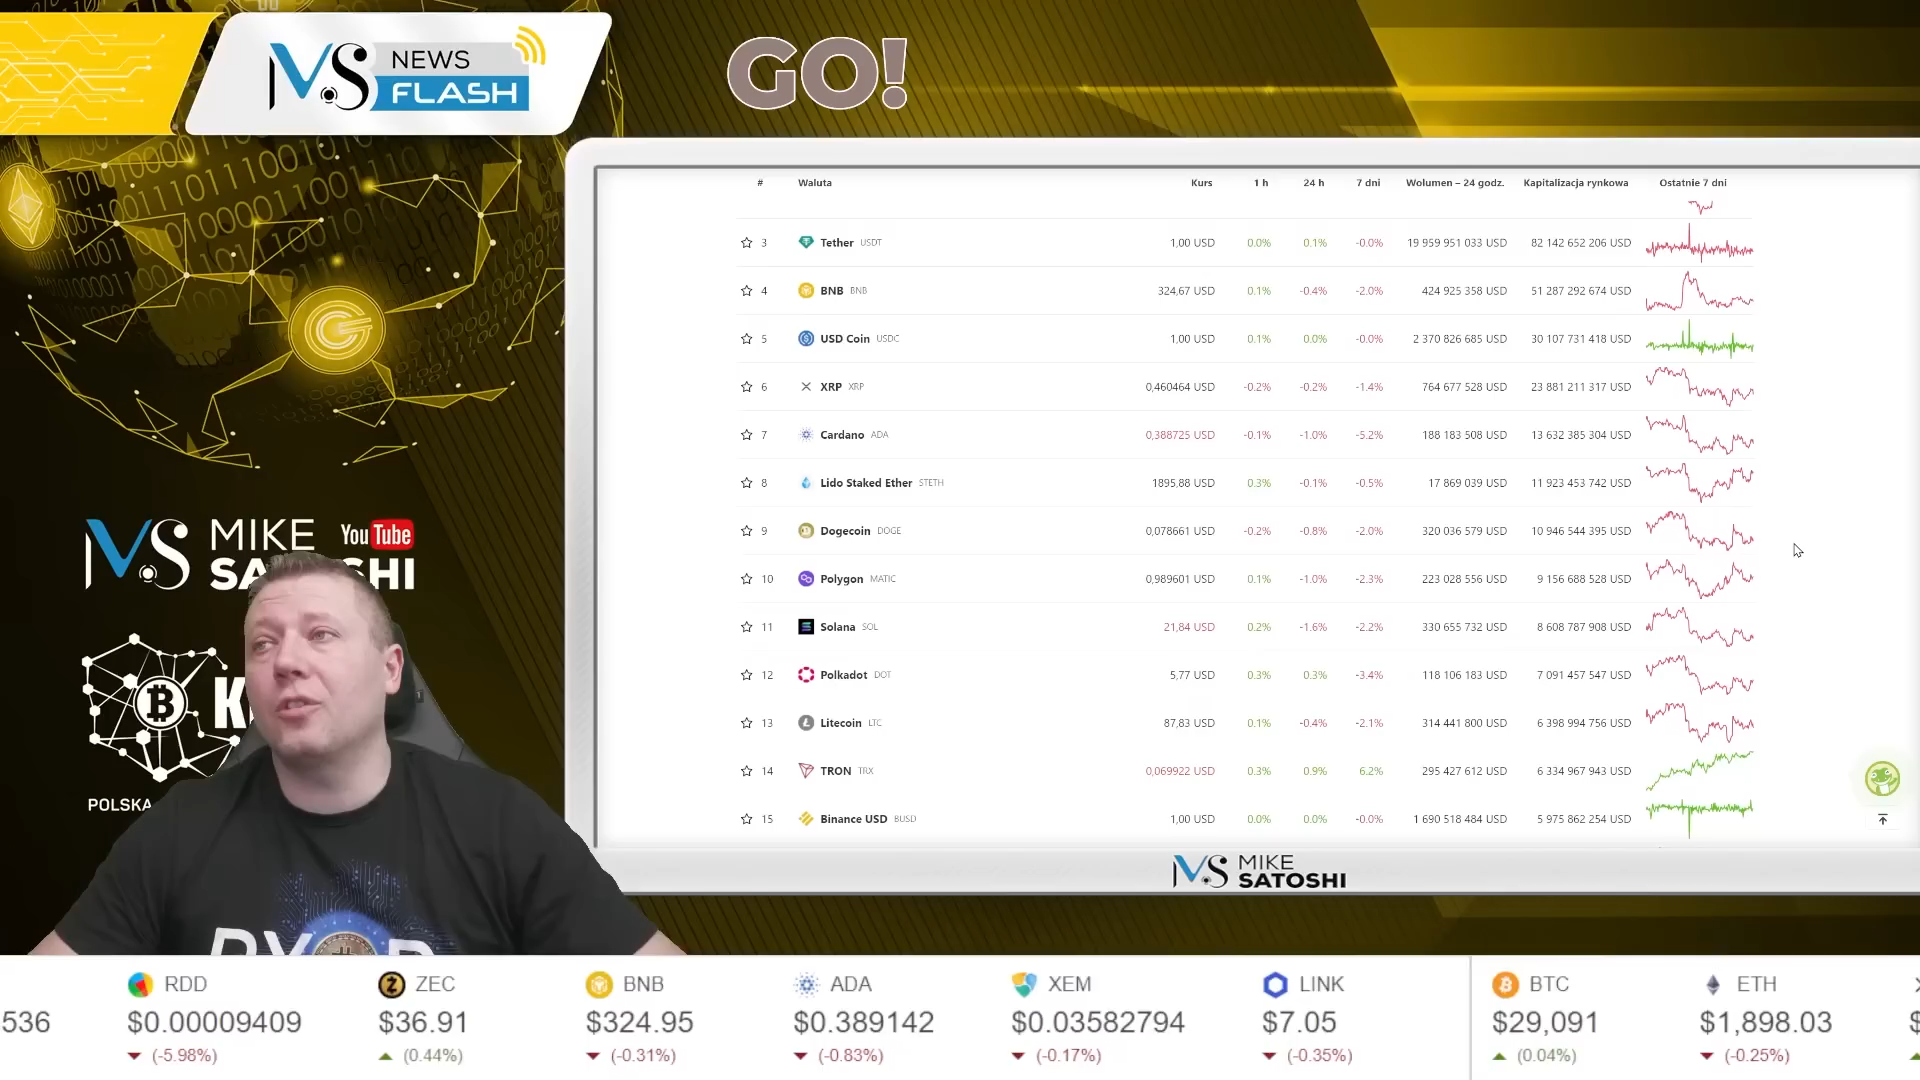 NEWS
FLASH
GO!
# Waluta Kurs 1 h 24 h 7 dni Wolumen – 24 godz. Kapitalizacja rynkowa Ostatnie 7 dni
3 Tether USDT 1,00 USD 0.0% 0.1% -0.0% 19 959 951 033 USD 82 142 652 206 USD
4 BNB BNB 324,67 USD 0.1% -0.4% -2.0% 424 925 358 USD 51 287 292 674 USD
5 USD Coin USDC 1,00 USD 0.1% 0.0% -0.0% 2 370 826 685 USD 30 107 731 418 USD
6 XRP XRP 0,460464 USD -0.2% -0.2% -1.4% 764 677 528 USD 23 881 211 317 USD
7 Cardano ADA 0,388725 USD -0.1% -1.0% -5.2% 188 183 508 USD 13 632 385 304 USD
8 Lido Staked Ether STETH 1895,88 USD 0.3% -0.1% -0.5% 17 869 039 USD 11 923 453 742 USD
9 Dogecoin DOGE 0,078661 USD -0.2% -0.8% -2.0% 320 036 579 USD 10 946 544 395 USD
10 Polygon MATIC 0,989601 USD 0.1% -1.0% -2.3% 223 028 556 USD 9 156 688 528 USD
11 Solana SOL 21,84 USD 0.2% -1.6% -2.2% 330 655 732 USD 8 608 787 908 USD
12 Polkadot DOT 5,77 USD 0.3% 0.3% -3.4% 118 106 183 USD 7 091 457 547 USD
13 Litecoin LTC 87,83 USD 0.1% -0.4% -2.1% 314 441 800 USD 6 398 994 756 USD
14 TRON TRX 0,069922 USD 0.3% 0.9% 6.2% 295 427 612 USD 6 334 967 943 USD
15 Binance USD BUSD 1,00 USD 0.0% 0.0% -0.0% 1 690 518 484 USD 5 975 862 254 USD
MS MIKE YouTube
SA HI
K
POLSKA
MS MIKE
SATOSHI
RDD ZEC BNB ADA XEM LINK BTC ETH
536 $0.00009409 $36.91 $324.95 $0.389142 $0.03582794 $7.05 $29,091 $1,898.03
(-5.98%) (0.44%) (-0.31%) (-0.83%) (-0.17%) (-0.35%) (0.04%) (-0.25%)